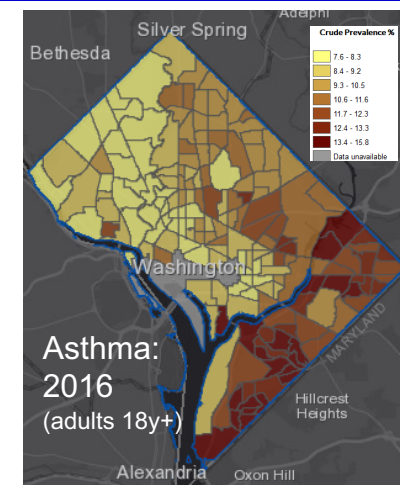 Adelphi
Silver Spring
Bethesda
Crude Prevalence %
7.6 - 8.3
8.4 - 9.2
9.3 - 10.5
10.6 - 11.6
11.7 - 12.3
12.4 - 13.3
13.4 - 15.8
Data unavailable
Washington
MARYLAND
Asthma:
2016
(adults 18y+)
Hillcrest
Heights
Alexandria
Oxon Hill